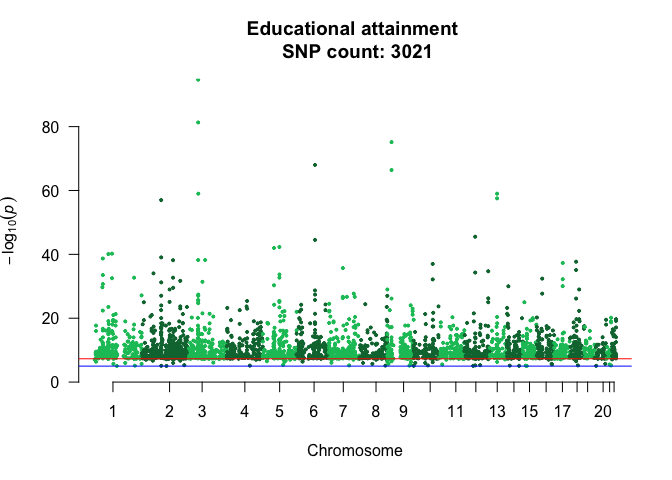 Educational attainment
SNP count: 3021
80
60
40
20
0
−log10(p)
1 2 3 4 5 6 7 8 9 11 13 15 17 20
Chromosome